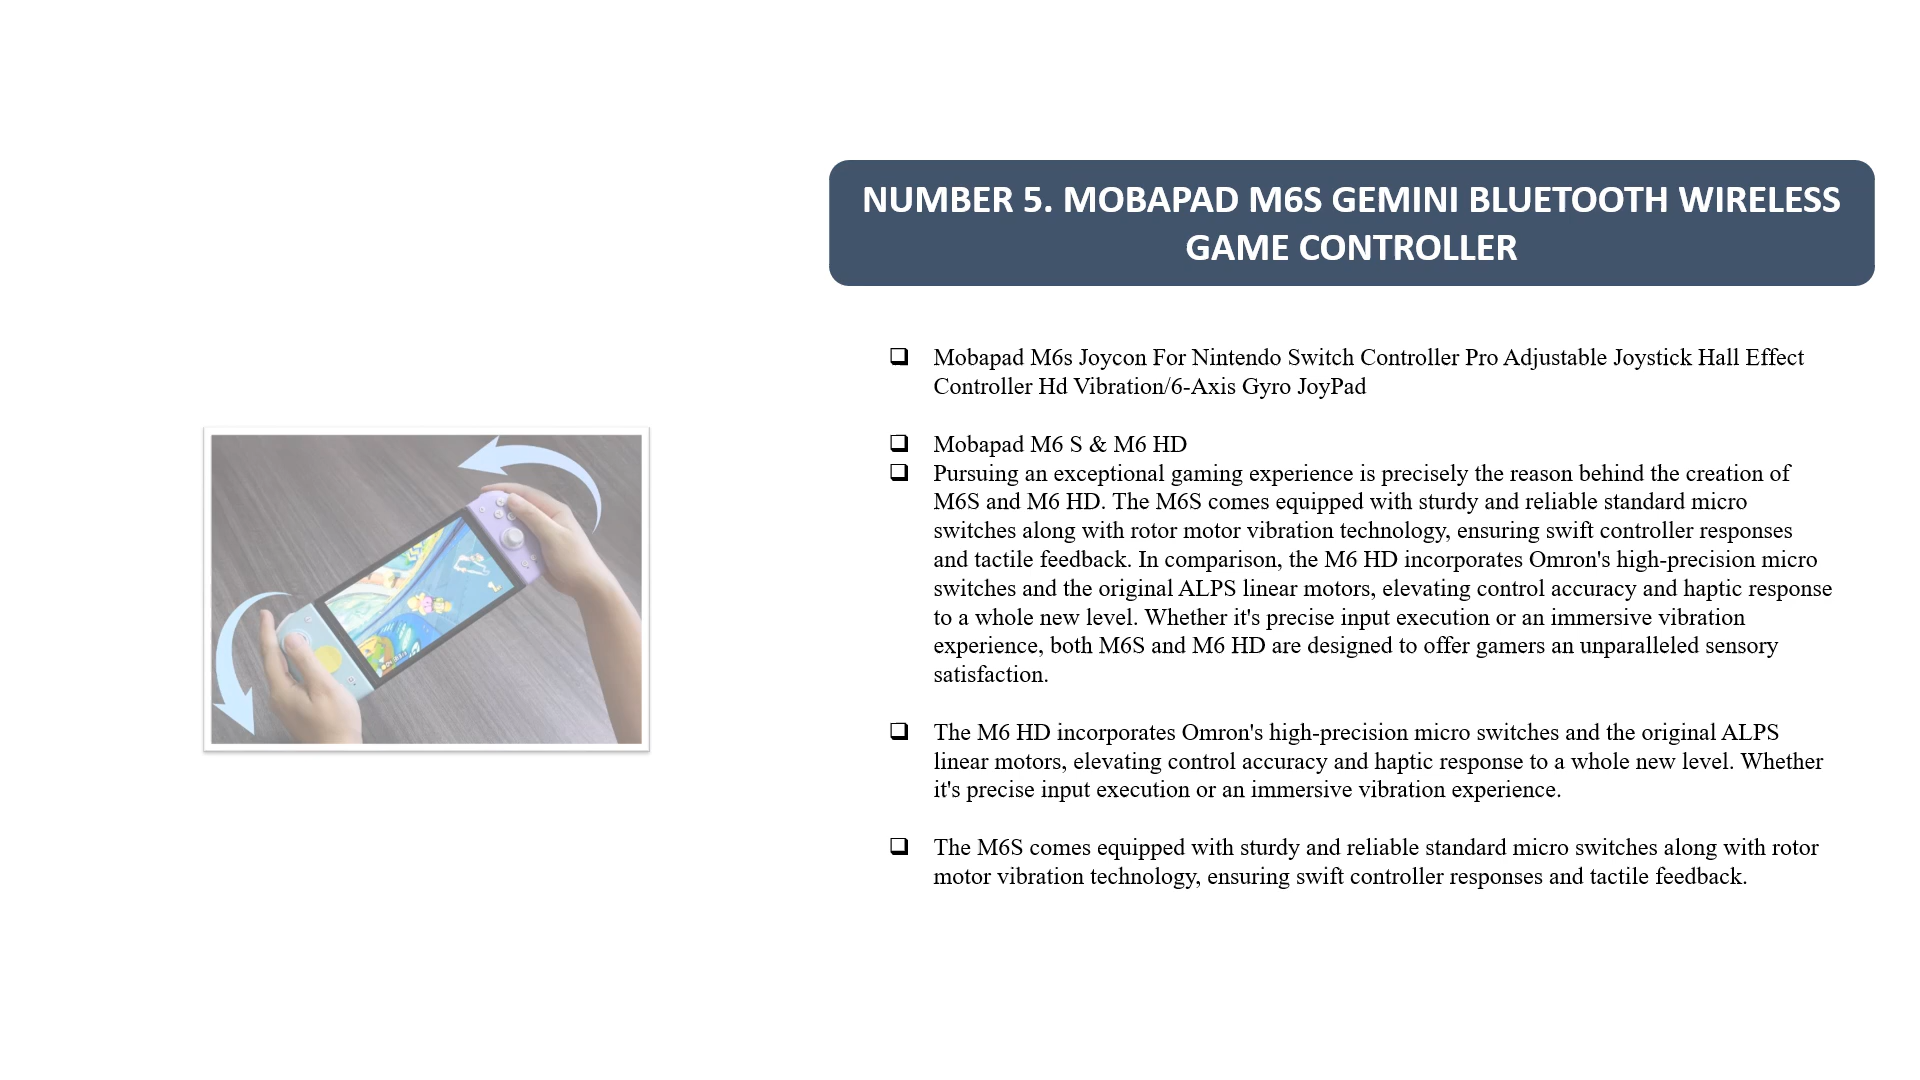 NUMBER 5. MOBAPAD M6S GEMINI BLUETOOTH WIRELESS
GAME CONTROLLER
Mobapad M6s Joycon For Nintendo Switch Controller Pro Adjustable Joystick Hall Effect
Controller Hd Vibration/6-Axis Gyro JoyPad
Mobapad M6 S & M6 HD
Pursuing an exceptional gaming experience is precisely the reason behind the creation of
M6S and M6 HD. The M6S comes equipped with sturdy and reliable standard micro
switches along with rotor motor vibration technology, ensuring swift controller responses
and tactile feedback. In comparison, the M6 HD incorporates Omron's high-precision micro
switches and the original ALPS linear motors, elevating control accuracy and haptic response
to a whole new level. Whether it's precise input execution or an immersive vibration
experience, both M6S and M6 HD are designed to offer gamers an unparalleled sensory
satisfaction.
The M6 HD incorporates Omron's high-precision micro switches and the original ALPS
linear motors, elevating control accuracy and haptic response to a whole new level. Whether
it's precise input execution or an immersive vibration experience.
The M6S comes equipped with sturdy and reliable standard micro switches along with rotor
motor vibration technology, ensuring swift controller responses and tactile feedback.